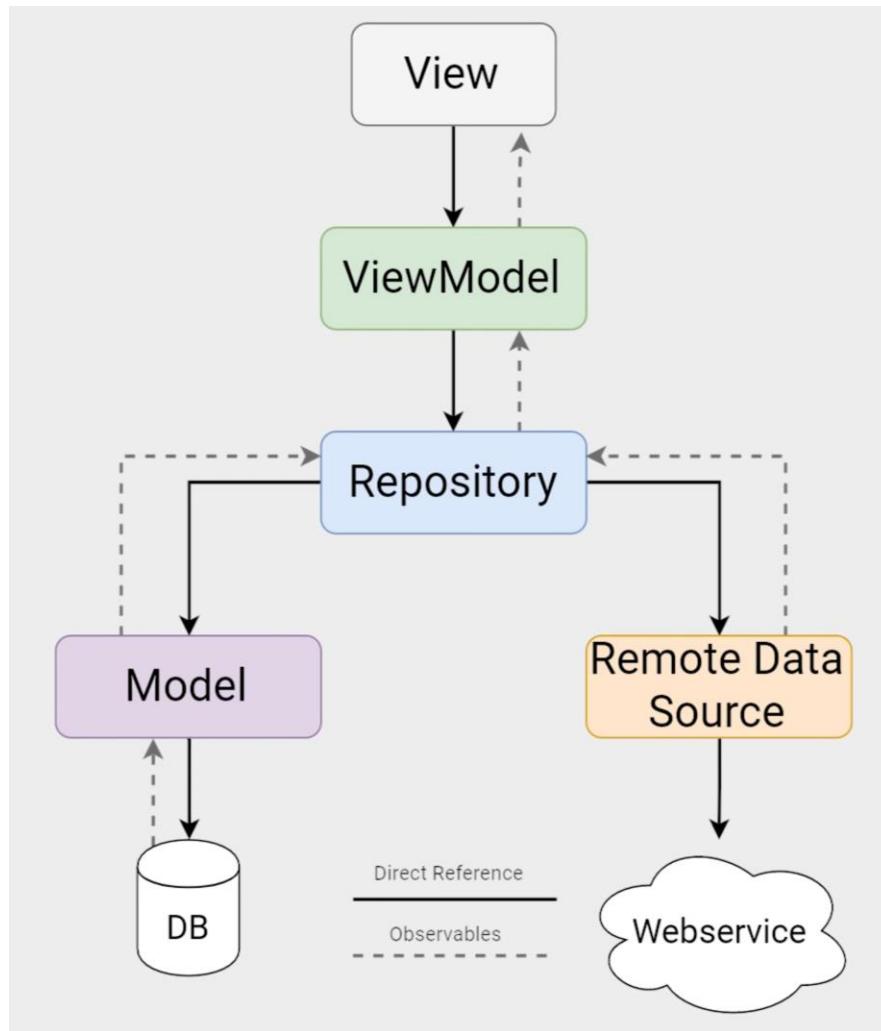 View
ViewModel
Repository
Model
Remote Data
Source
DB
Direct Reference
Observables
Webservice